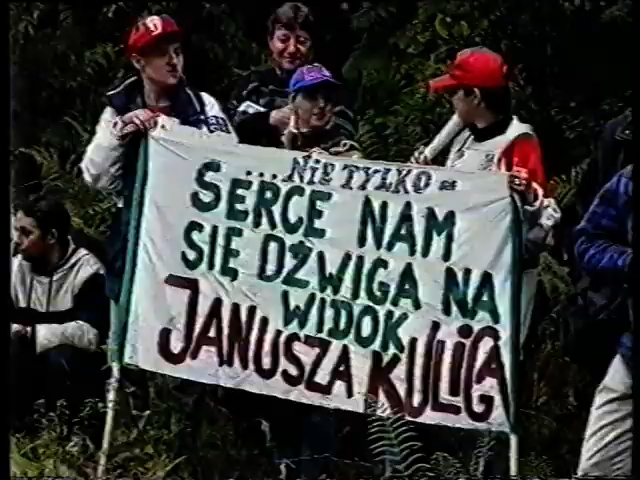 ...NIE TYLKO
SERCE NAM
SIĘ DŹWIGA NA
WIDOK
JANUSZA KULIGA